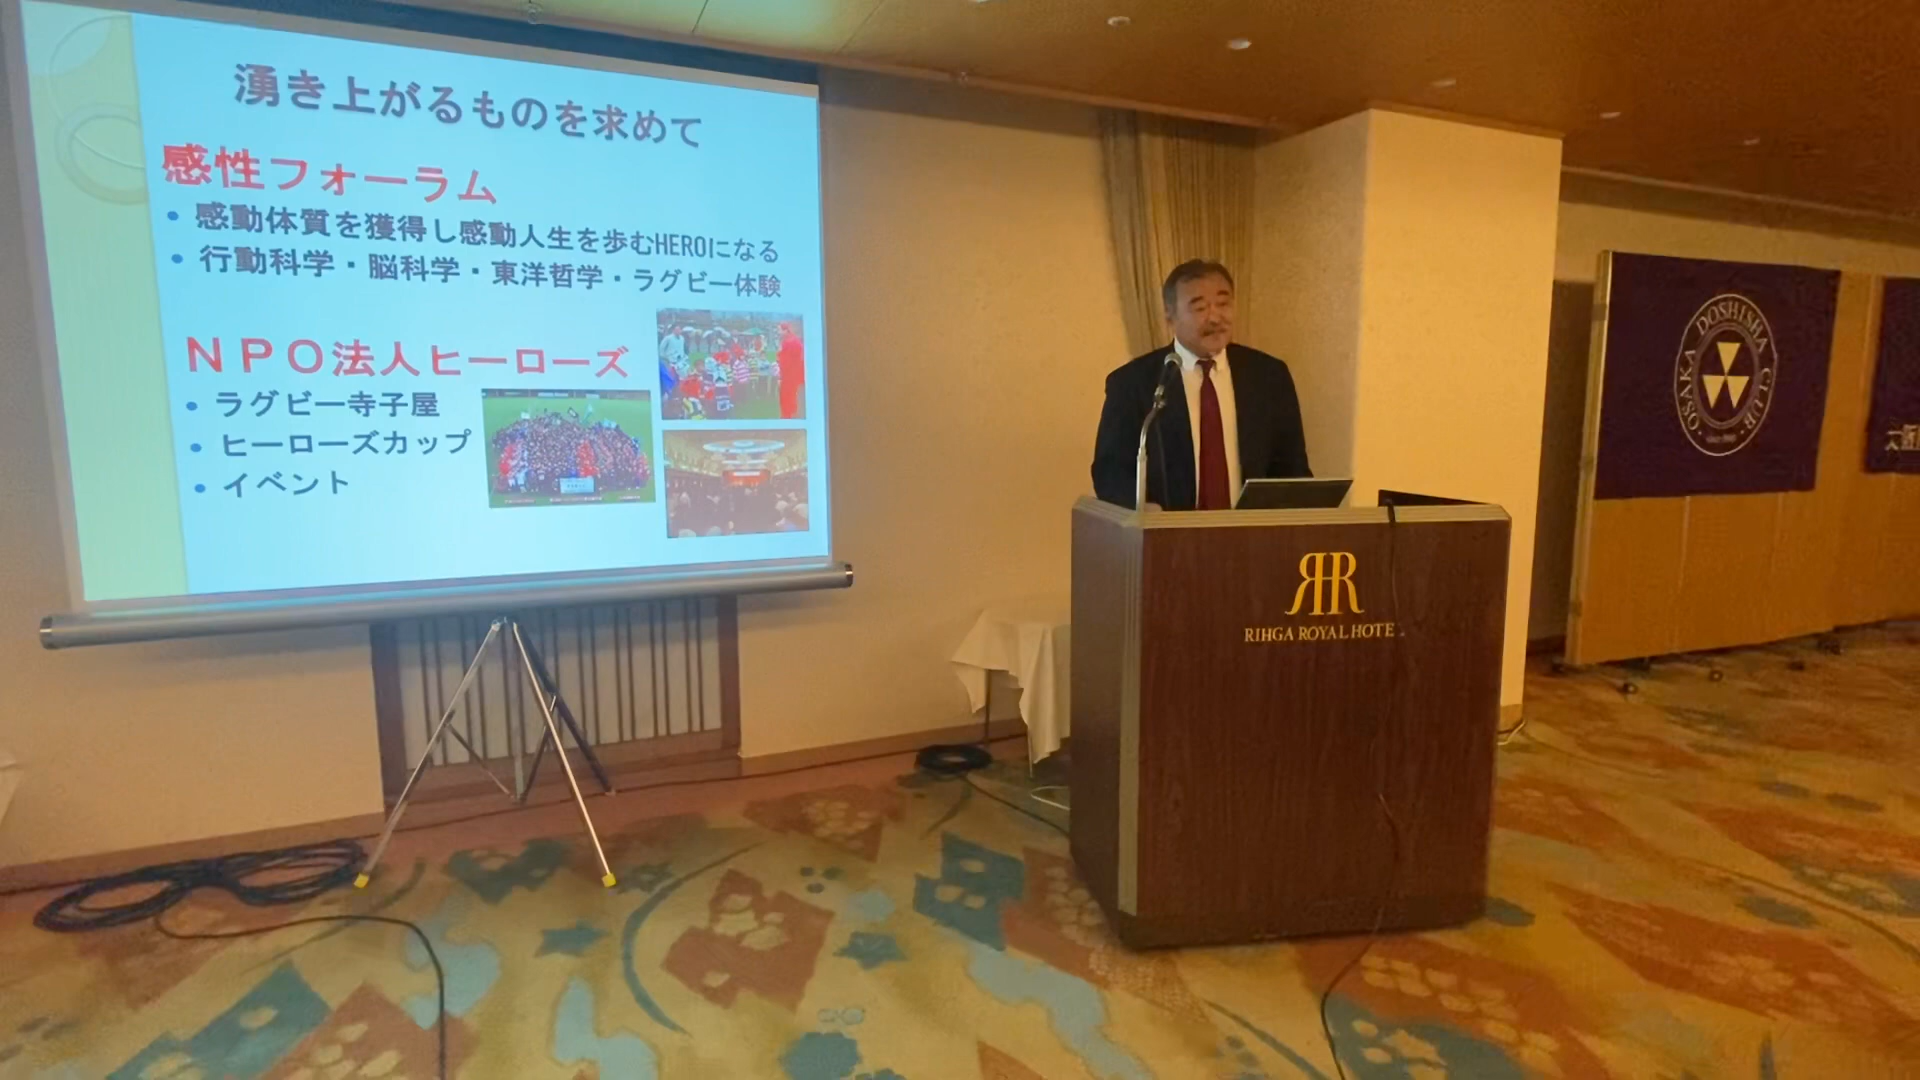 湧き上がるものを求めて
感性フォーラム
• 感動体質を獲得し感動人生を歩むHEROになる
• 行動科学・脳科学・東洋哲学・ラグビー体験
NPO法人ヒーローズ
• ラグビー寺子屋
• ヒーローズカップ
• イベント
RIHGA ROYAL HOTE
OSAKA DOSHISHA CLUB
大阪